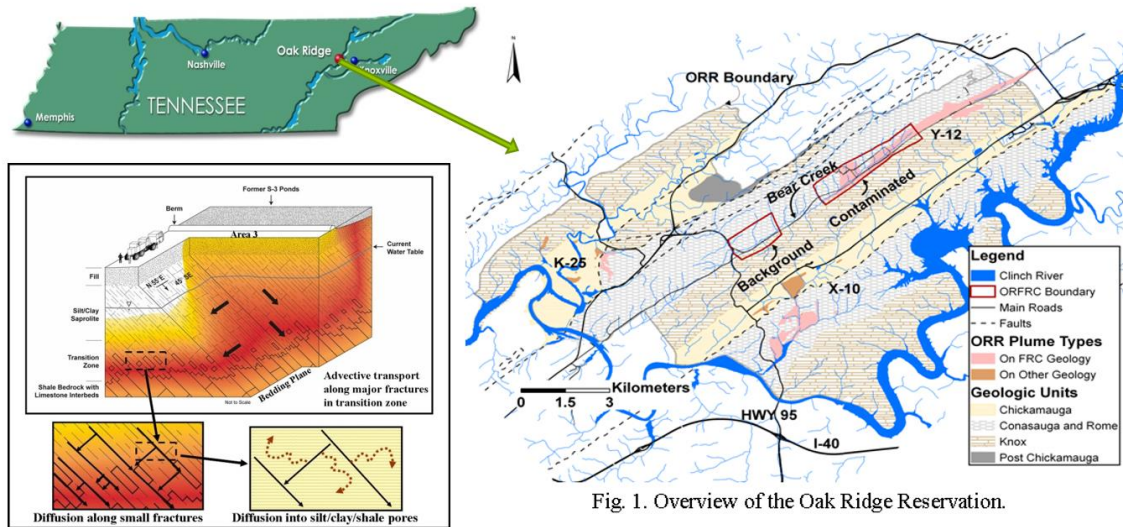 Nashville
Oak Ridge
Knoxville
TENNESSEE
Memphis
Former S-3 Ponds
Berm
Area 3
Current
Water Table
Fill
N-55 E
45° SE
Silt/Clay
Saprolite
Transition
Zone
Shale Bedrock with
Limestone Interbeds
Not to Scale
Bedding Plane
Advective transport
along major fractures
in transition zone
Diffusion along small fractures
Diffusion into silt/clay/shale pores
N
ORR Boundary
Y-12
Bear Creek
Contaminated
K-25
Background
X-10
Kilometers
0 1.5 3
HWY 95
I-40
Legend
Clinch River
ORFRC Boundary
Main Roads
Faults
ORR Plume Types
On FRC Geology
On Other Geology
Geologic Units
Chickamauga
Conasauga and Rome
Knox
Post Chickamauga
Fig. 1. Overview of the Oak Ridge Reservation.